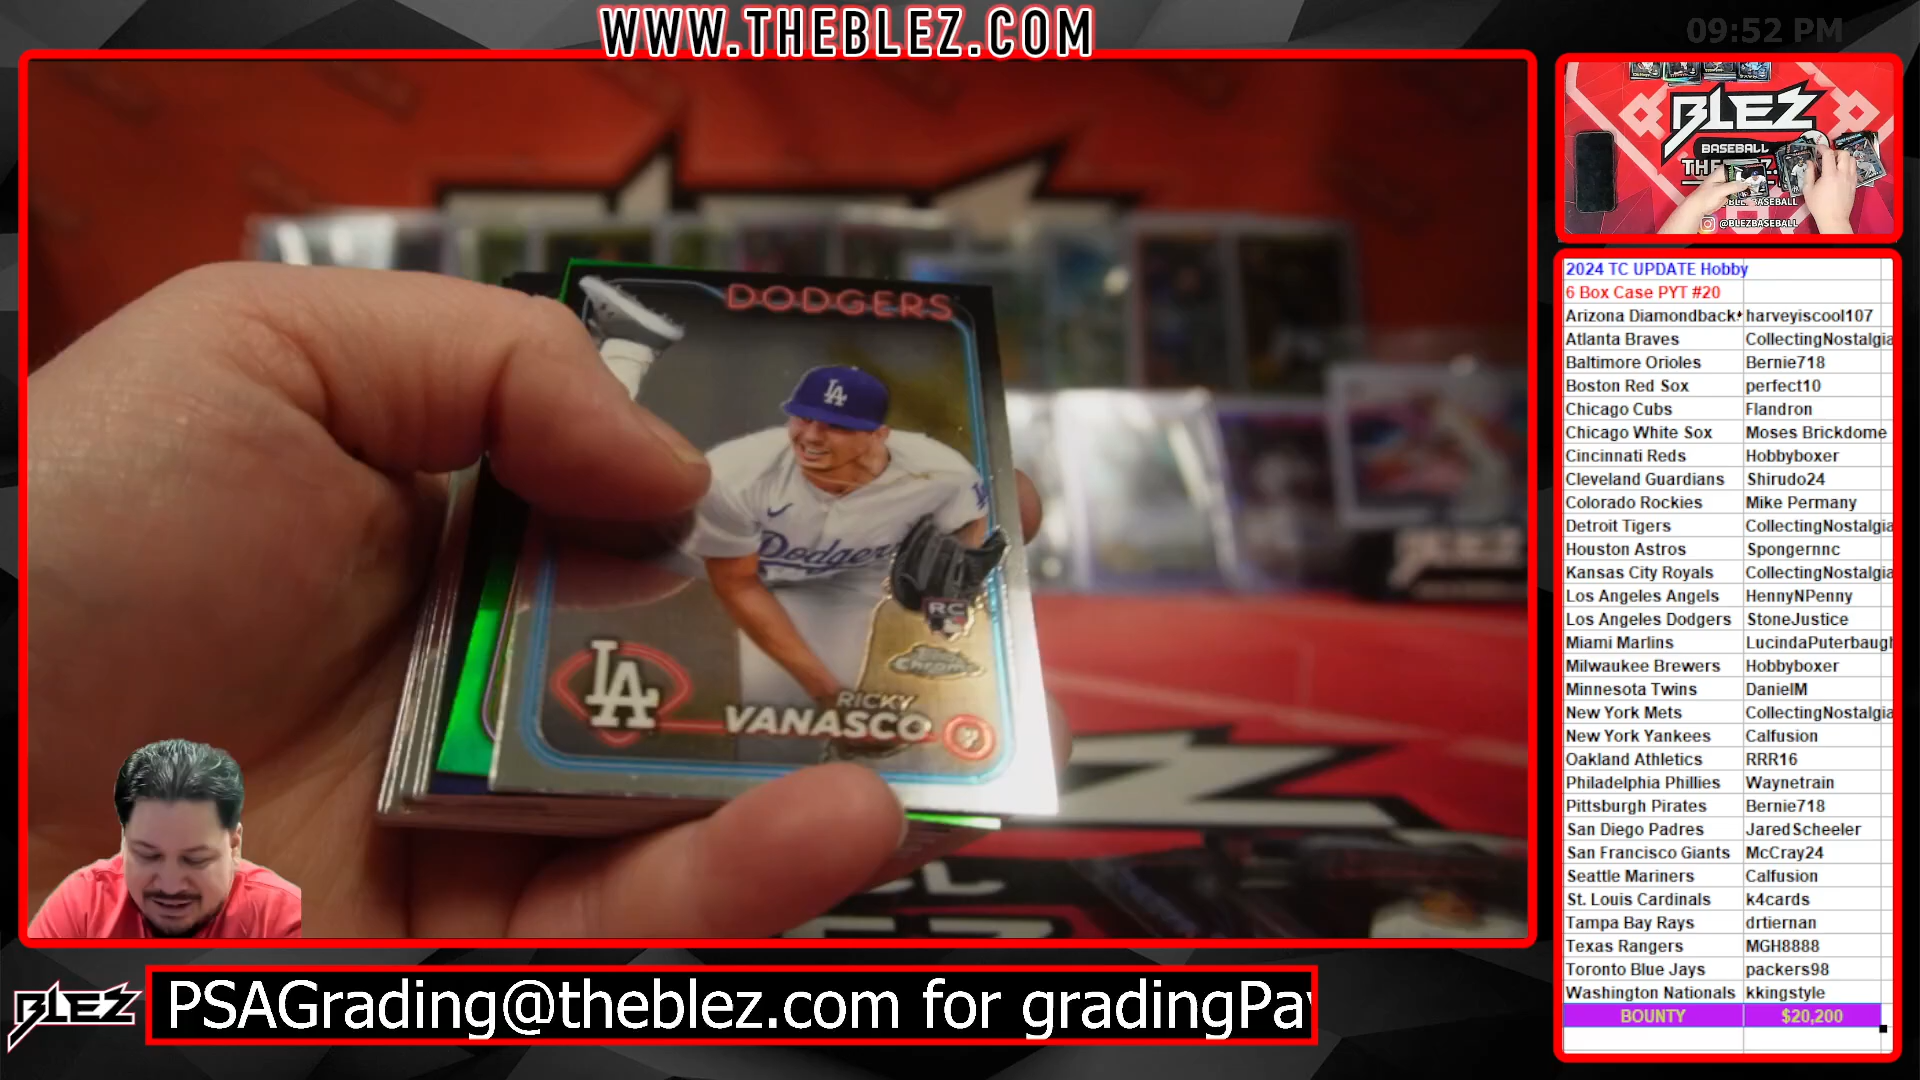 WWW.THEBLEZ.COM
09:52 PM
DODGERS
LA
Dodgers
RC
Topps
Chrome
LA
RICKY
VANASCO
P
BLEZ
BASEBALL
@BLEZBASEBALL
2024 TC UPDATE Hobby
6 Box Case PYT #20
Arizona Diamondback harveyiscool107
Atlanta Braves CollectingNostalgia
Baltimore Orioles Bernie718
Boston Red Sox perfect10
Chicago Cubs Flandron
Chicago White Sox Moses Brickdome
Cincinnati Reds Hobbyboxer
Cleveland Guardians Shirudo24
Colorado Rockies Mike Permany
Detroit Tigers CollectingNostalgia
Houston Astros Spongernnc
Kansas City Royals CollectingNostalgia
Los Angeles Angels HennyNPenny
Los Angeles Dodgers StoneJustice
Miami Marlins LucindaPuterbaugh
Milwaukee Brewers Hobbyboxer
Minnesota Twins DanielM
New York Mets CollectingNostalgia
New York Yankees Calfusion
Oakland Athletics RRR16
Philadelphia Phillies Waynetrain
Pittsburgh Pirates Bernie718
San Diego Padres JaredScheeler
San Francisco Giants McCray24
Seattle Mariners Calfusion
St. Louis Cardinals k4cards
Tampa Bay Rays drtiernan
Texas Rangers MGH8888
Toronto Blue Jays packers98
Washington Nationals kkingstyle
BOUNTY $20,200
BLEZ
PSAGrading@theblez.com for gradingPay